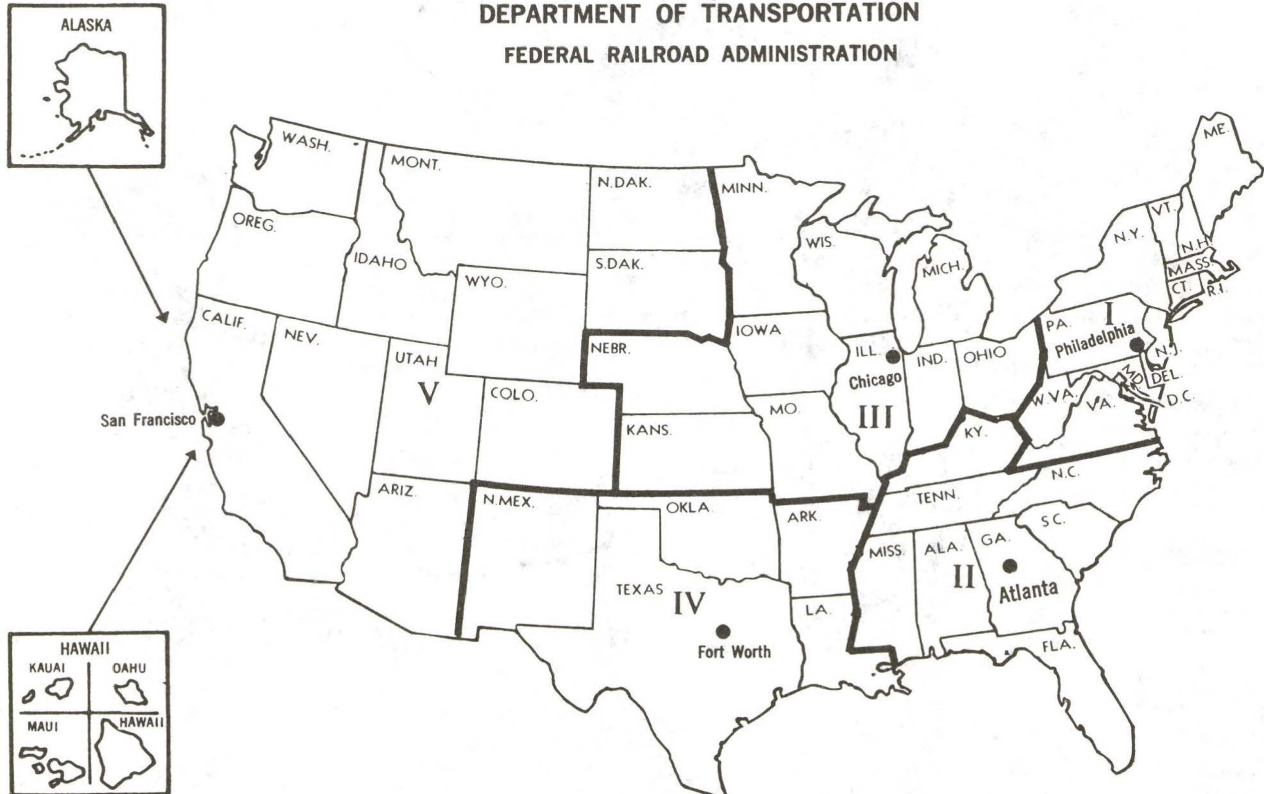 DEPARTMENT OF TRANSPORTATION
FEDERAL RAILROAD ADMINISTRATION
ALASKA
WASH.
MONT.
N.DAK.
MINN.
ME.
OREG.
IDAHO
S.DAK.
WIS.
MICH.
N.Y.
VT.
N.H.
MASS.
CT.
R.I.
WYO.
CALIF.
NEV.
UTAH
V
COLO.
NEBR.
IOWA
ILL.
Chicago
III
IND.
OHIO
PA.
I
Philadelphia
N.J.
MD.
DEL.
D.C.
W.VA.
VA.
San Francisco
KANS.
MO.
KY.
N.C.
TENN.
ARIZ.
N.MEX.
OKLA.
ARK.
S.C.
MISS.
ALA.
GA.
II
Atlanta
TEXAS
IV
Fort Worth
LA.
FLA.
HAWAII
KAUAI
OAHU
MAUI
HAWAII